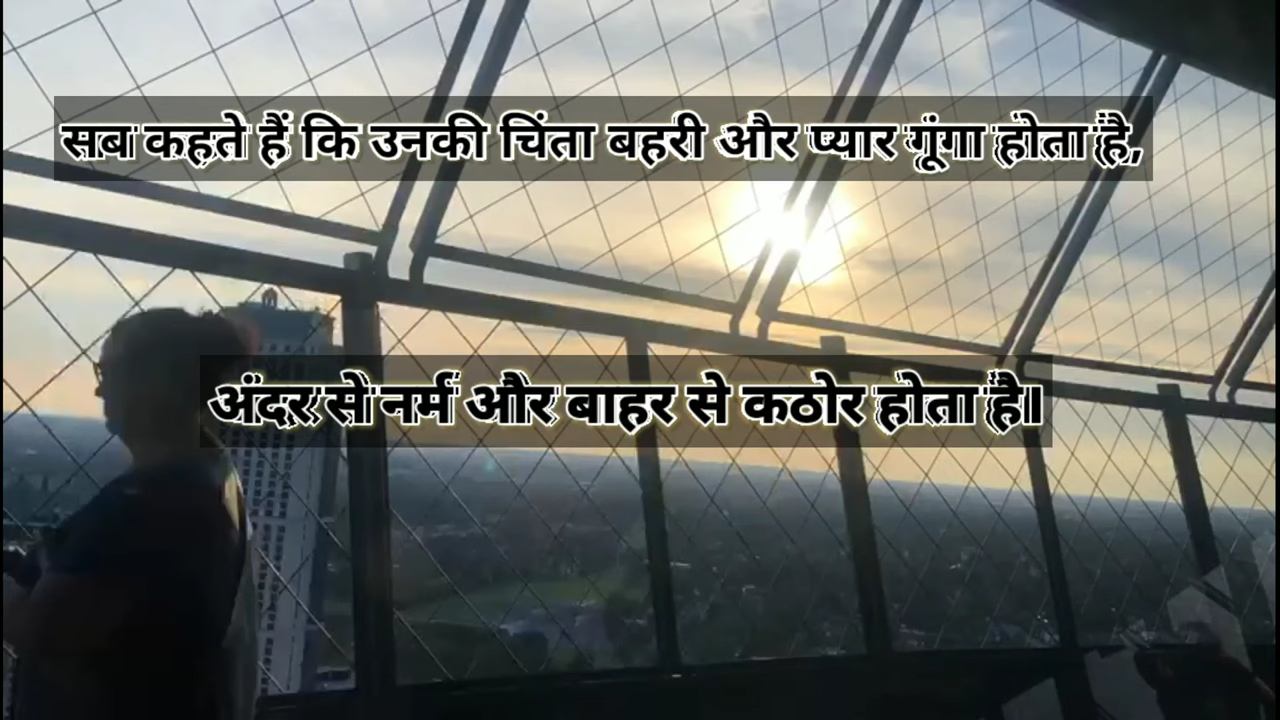 सब कहते हैं कि उनकी चिंता बहरी और प्यार गूंगा होता है,
अंदर से नर्म और बाहर से कठोर होता है।